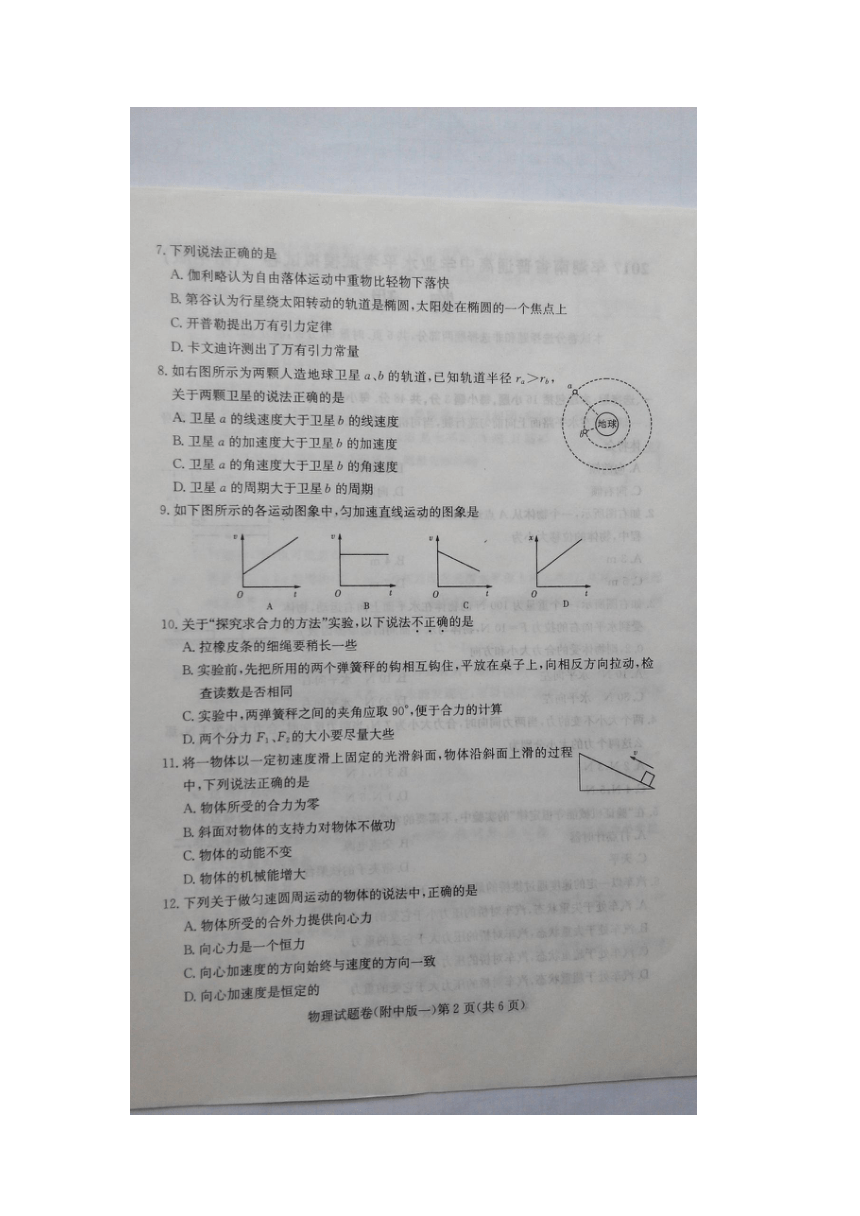 7.下列说法正确的是
A.伽利略认为自由落体运动中重物比轻物下落快
B.第谷认为行星绕太阳转动的轨道是椭圆,太阳处在椭圆的一个焦点上
C.开普勒提出万有引力定律
D.卡文迪许测出了万有引力常量
8.如右图所示为两颗人造地球卫星a、b的轨道,已知轨道半径ra>rb,
关于两颗卫星的说法正确的是
A.卫星a的线速度大于卫星b的线速度
B.卫星a的加速度大于卫星b的加速度
C.卫星a的角速度大于卫星b的角速度
D.卫星a的周期大于卫星b的周期
a
b
地球
9.如下图所示的各运动图象中,匀加速直线运动的图象是
v v v x
O t O t O t O t
A B C D
10.关于“探究求合力的方法”实验,以下说法不正确的是
A.拉橡皮条的细绳要稍长一些
B.实验前,先把所用的两个弹簧秤的钩相互钩住,平放在桌子上,向相反方向拉动,检
查读数是否相同
C.实验中,两弹簧秤之间的夹角应取90°,便于合力的计算
D.两个分力F1、F2的大小要尽量大些
11.将一物体以一定初速度滑上固定的光滑斜面,物体沿斜面上滑的过程
中,下列说法正确的是
v
A.物体所受的合力为零
B.斜面对物体的支持力对物体不做功
C.物体的动能不变
D.物体的机械能增大
12.下列关于做匀速圆周运动的物体的说法中,正确的是
A.物体所受的合外力提供向心力
B.向心力是一个恒力
C.向心加速度的方向始终与速度的方向一致
D.向心加速度是恒定的
物理试题卷(附中版一)第2页(共6页)